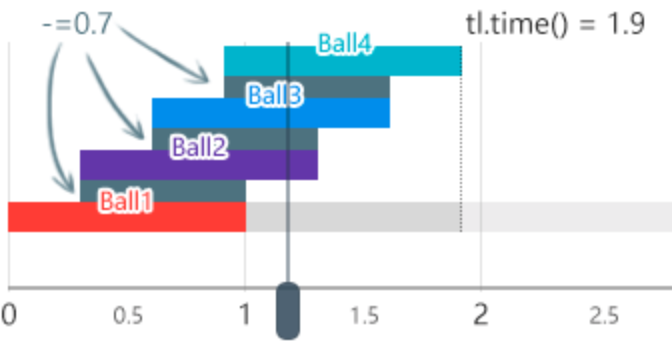 -=0.7
tl.time() = 1.9
Ball4
Ball3
Ball2
Ball1
0 0.5 1 1.5 2 2.5